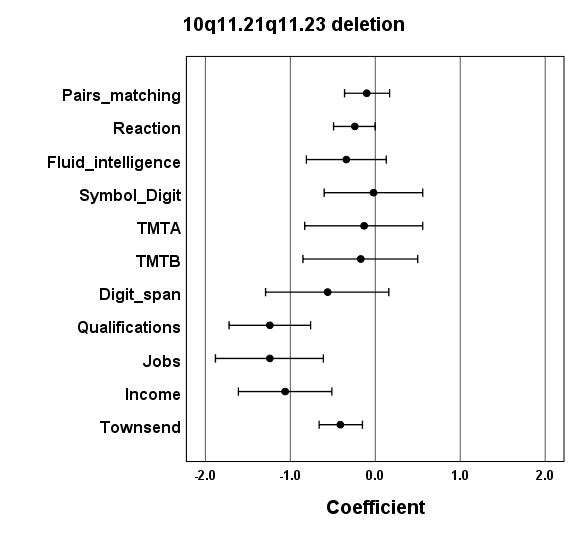 10q11.21q11.23 deletion
Pairs_matching
Reaction
Fluid_intelligence
Symbol_Digit
TMTA
TMTB
Digit_span
Qualifications
Jobs
Income
Townsend
-2.0 -1.0 0.0 1.0 2.0
Coefficient